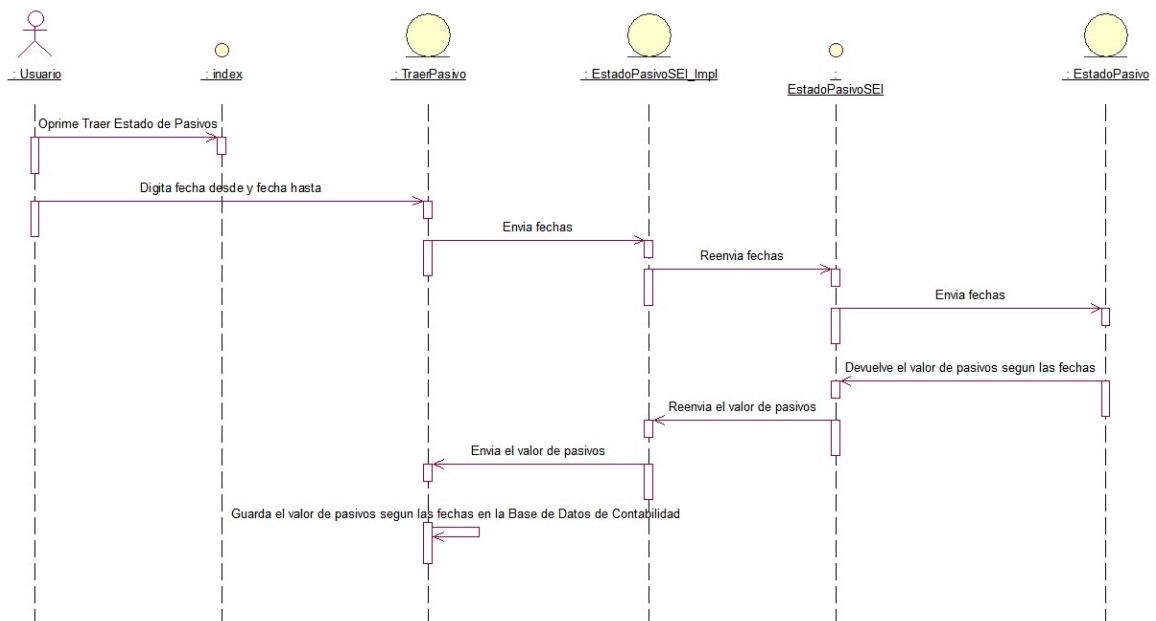 : Usuario
: index
: TraerPasivo
: EstadoPasivoSEI_Impl
:
EstadoPasivoSEI
: EstadoPasivo
Oprime Traer Estado de Pasivos
Digita fecha desde y fecha hasta
Envia fechas
Reenvia fechas
Envia fechas
Devuelve el valor de pasivos segun las fechas
Reenvia el valor de pasivos
Envia el valor de pasivos
Guarda el valor de pasivos segun las fechas en la Base de Datos de Contabilidad